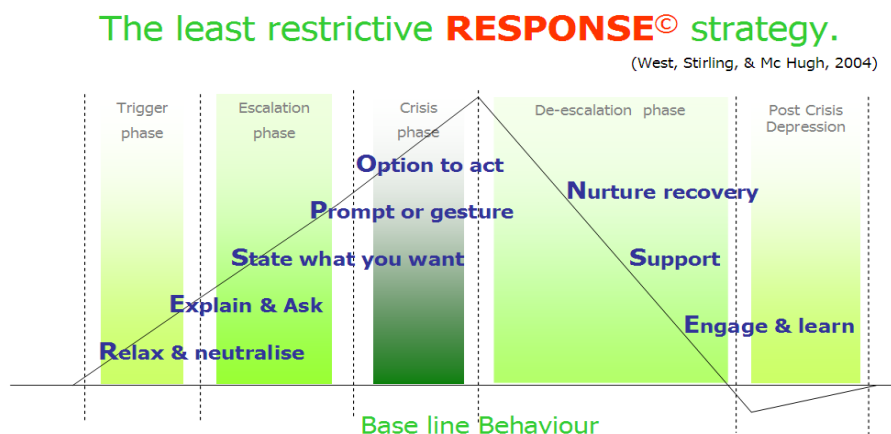 The least restrictive RESPONSE© strategy.
(West, Stirling, & Mc Hugh, 2004)
Trigger
phase
Escalation
phase
Crisis
phase
De-escalation phase
Post Crisis
Depression
Option to act
Nurture recovery
Prompt or gesture
State what you want
Support
Explain & Ask
Engage & learn
Relax & neutralise
Base line Behaviour